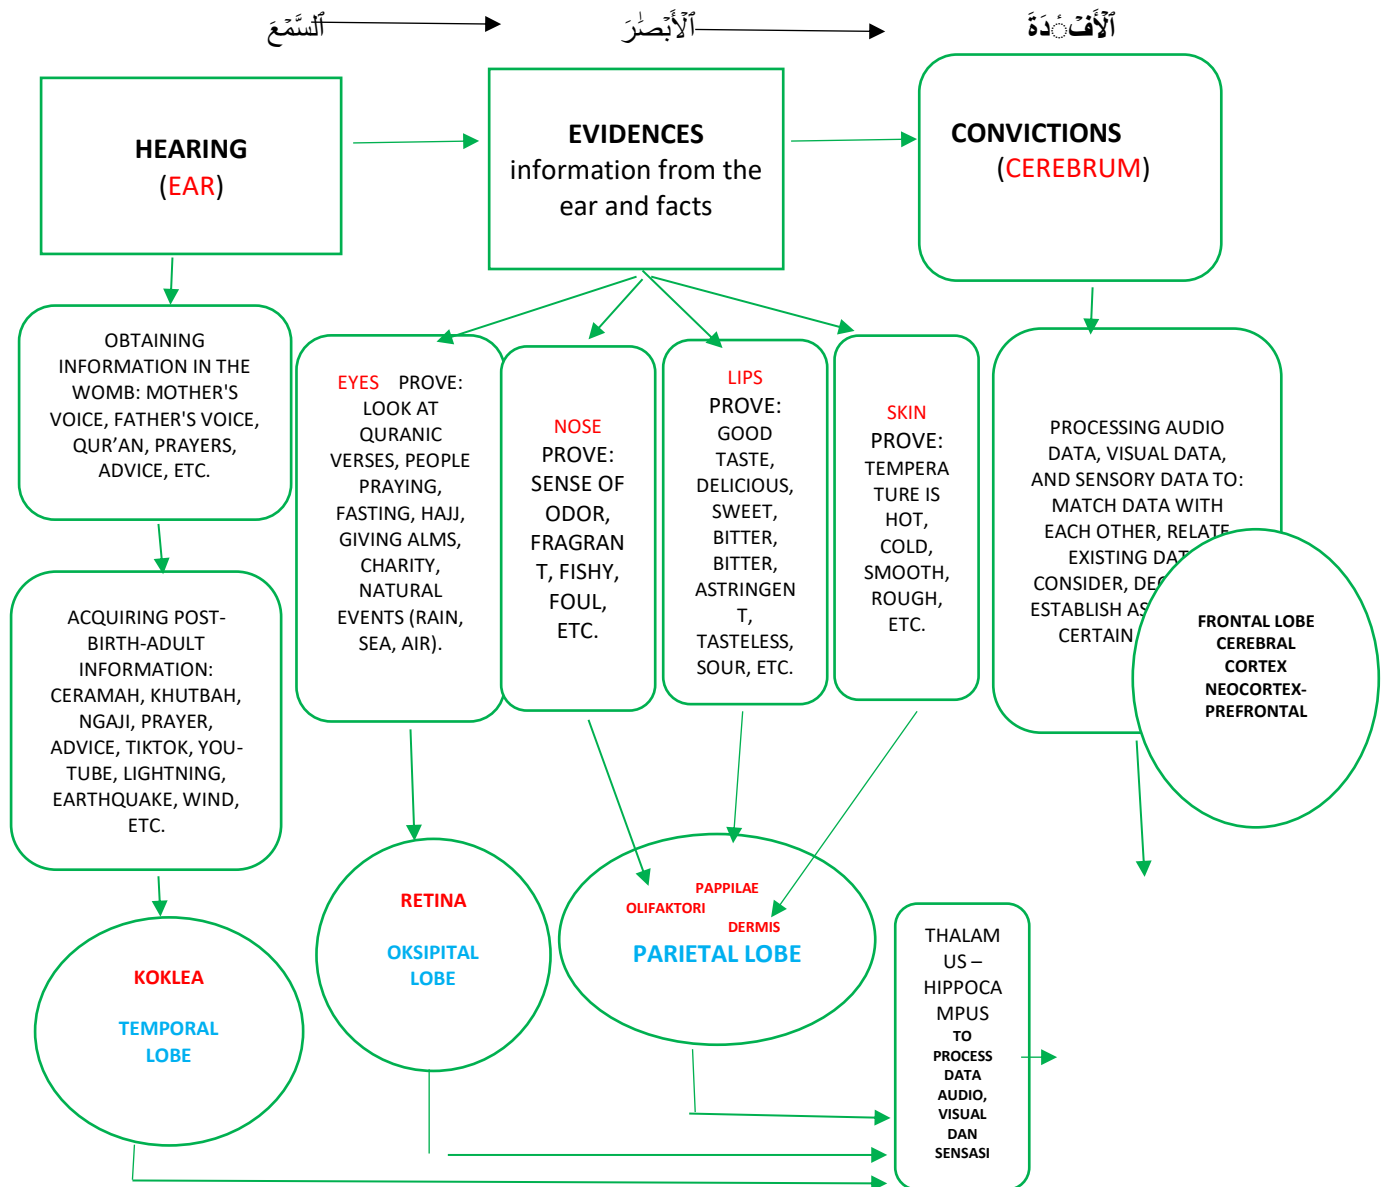 ٱلسَّمۡعَ
ٱلۡأَبۡصَٰرَ
ٱلۡأَفۡـِٔدَةَ
HEARING
(EAR)
EVIDENCES
information from the
ear and facts
CONVICTIONS
(CEREBRUM)
OBTAINING
INFORMATION IN THE
WOMB: MOTHER'S
VOICE, FATHER'S VOICE,
QUR’AN, PRAYERS,
ADVICE, ETC.
ACQUIRING POST-
BIRTH-ADULT
INFORMATION:
CERAMAH, KHUTBAH,
NGAJI, PRAYER,
ADVICE, TIKTOK, YOU-
TUBE, LIGHTNING,
EARTHQUAKE, WIND,
ETC.
KOKLEA
TEMPORAL
LOBE
EYES PROVE:
LOOK AT
QURANIC
VERSES, PEOPLE
PRAYING,
FASTING, HAJJ,
GIVING ALMS,
CHARITY,
NATURAL
EVENTS (RAIN,
SEA, AIR).
RETINA
OKSIPITAL
LOBE
NOSE
PROVE:
SENSE OF
ODOR,
FRAGRAN
T, FISHY,
FOUL,
ETC.
LIPS
PROVE:
GOOD
TASTE,
DELICIOUS,
SWEET,
BITTER,
BITTER,
ASTRINGEN
T,
TASTELESS,
SOUR, ETC.
SKIN
PROVE:
TEMPERA
TURE IS
HOT,
COLD,
SMOOTH,
ROUGH,
ETC.
PAPPILAE
OLIFAKTORI
DERMIS
PARIETAL LOBE
PROCESSING AUDIO
DATA, VISUAL DATA,
AND SENSORY DATA TO:
MATCH DATA WITH
EACH OTHER, RELATE
EXISTING
CONSIDER,
ESTABLISH
CERTAIN
FRONTAL LOBE
CEREBRAL
CORTEX
NEOCORTEX-
PREFRONTAL
THALAM
US –
HIPPOCA
MPUS
TO
PROCESS
DATA
AUDIO,
VISUAL
DAN
SENSASI